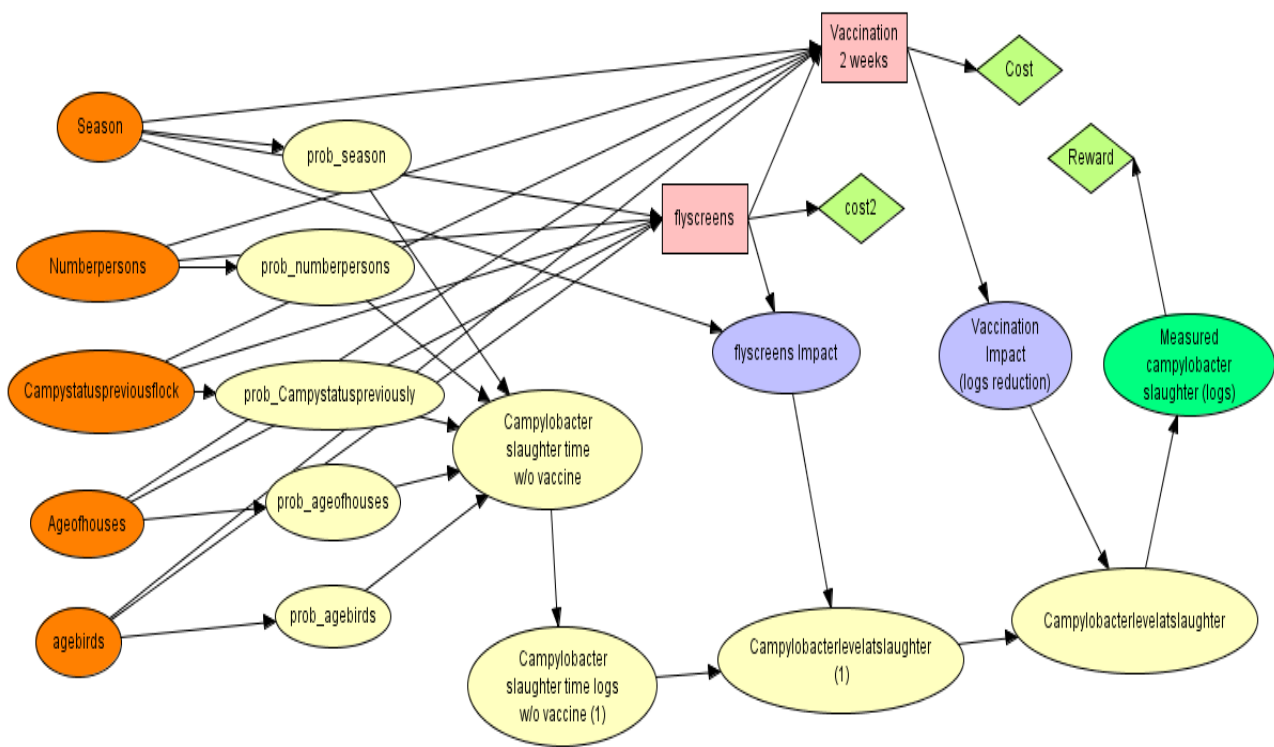 Vaccination
2 weeks
Cost
Season
prob_season
Reward
flyscreens
cost2
Numberpersons
prob_numberpersons
flyscreens Impact
Vaccination
Impact
(logs reduction)
Measured
campylobacter
slaughter (logs)
Campystatuspreviousflock
prob_Campystatuspreviously
Campylobacter
slaughter time
w/o vaccine
Ageofhouses
prob_ageofhouses
agebirds
prob_agebirds
Campylobacter
slaughter time logs
w/o vaccine (1)
Campylobacterlevelatslaughter
(1)
Campylobacterlevelatslaughter